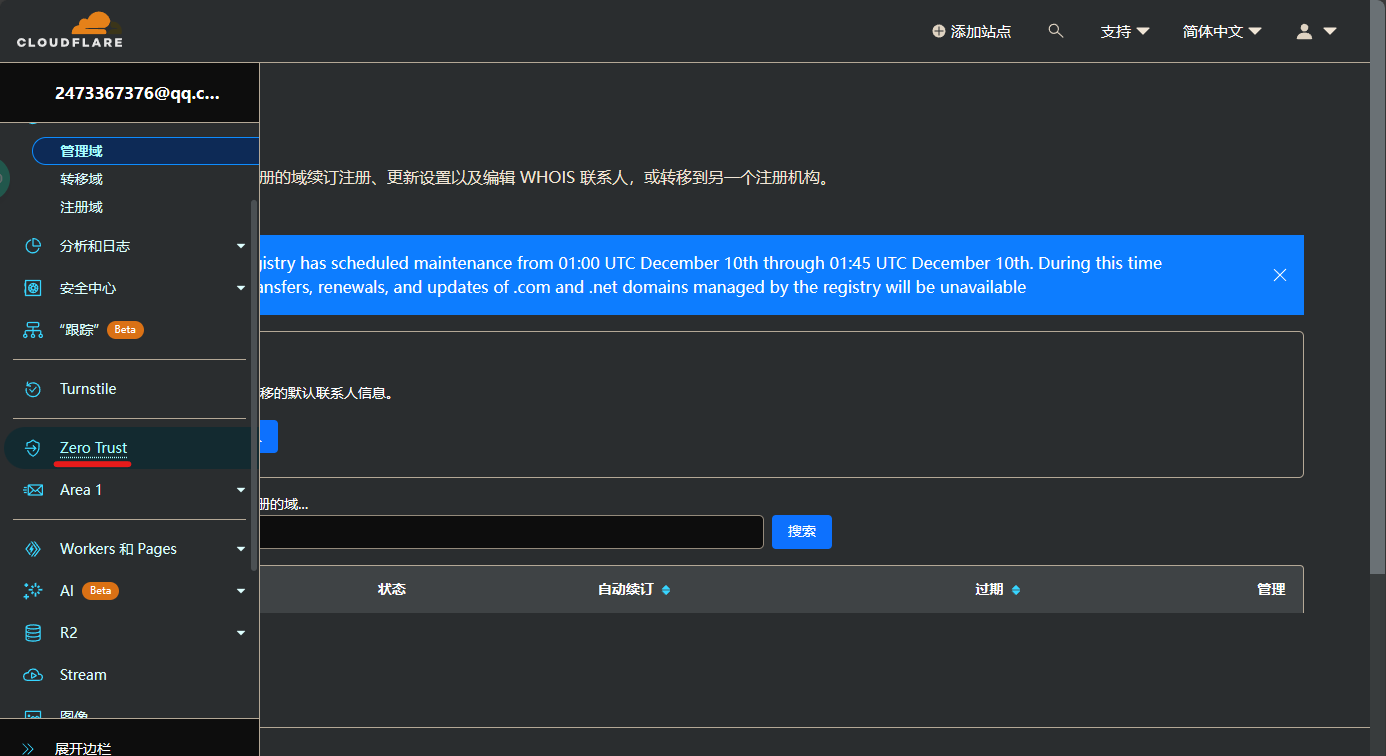 CLOUDFLARE
添加站点
支持
简体中文
2473367376@qq.c...
管理域
转移域
注册域
分析和日志
安全中心
“跟踪” Beta
Turnstile
Zero Trust
Area 1
Workers 和 Pages
AI Beta
R2
Stream
图像
展开边栏
册的域续订注册、更新设置以及编辑 WHOIS 联系人，或转移到另一个注册机构。
gistry has scheduled maintenance from 01:00 UTC December 10th through 01:45 UTC December 10th. During this time
ansfers, renewals, and updates of .com and .net domains managed by the registry will be unavailable
移的默认联系人信息。
册的域...
搜索
状态 自动续订 过期 管理